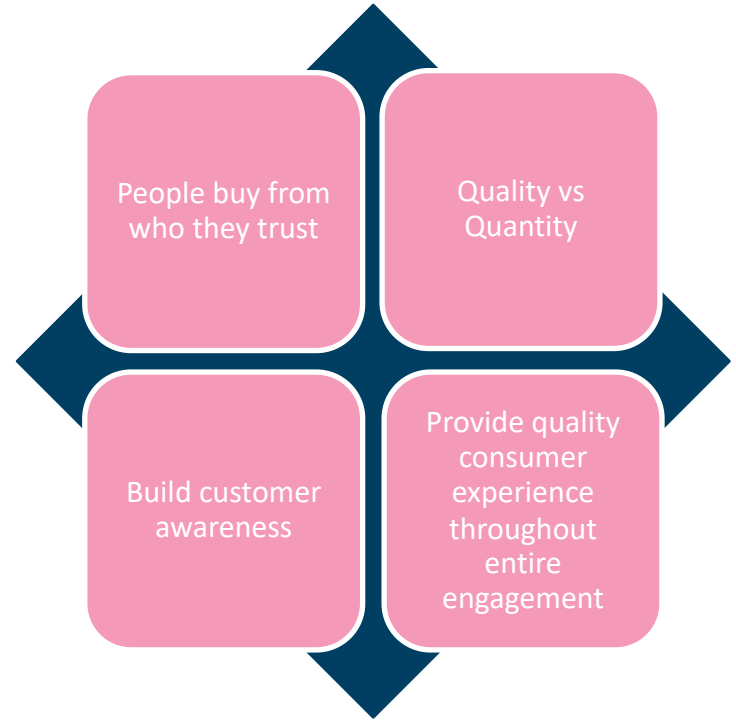 People buy from
who they trust
Quality vs
Quantity
Build customer
awareness
Provide quality
consumer
experience
throughout
entire
engagement